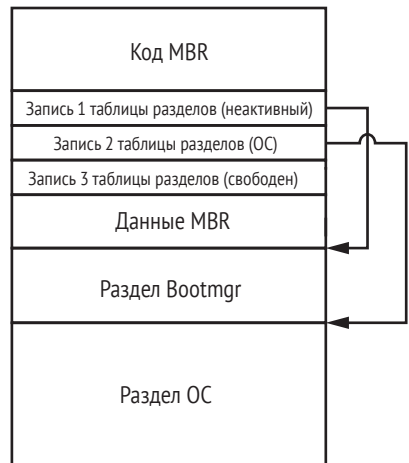 Код MBR
Запись 1 таблицы разделов (неактивный)
Запись 2 таблицы разделов (ОС)
Запись 3 таблицы разделов (свободен)
Данные MBR
Раздел Bootmgr
Раздел ОС